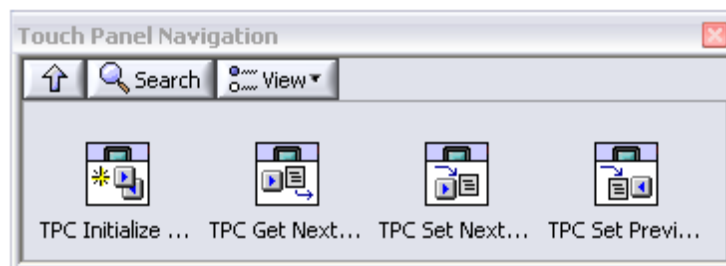 Touch Panel Navigation
Search View
TPC Initialize ... TPC Get Next... TPC Set Next... TPC Set Previ...